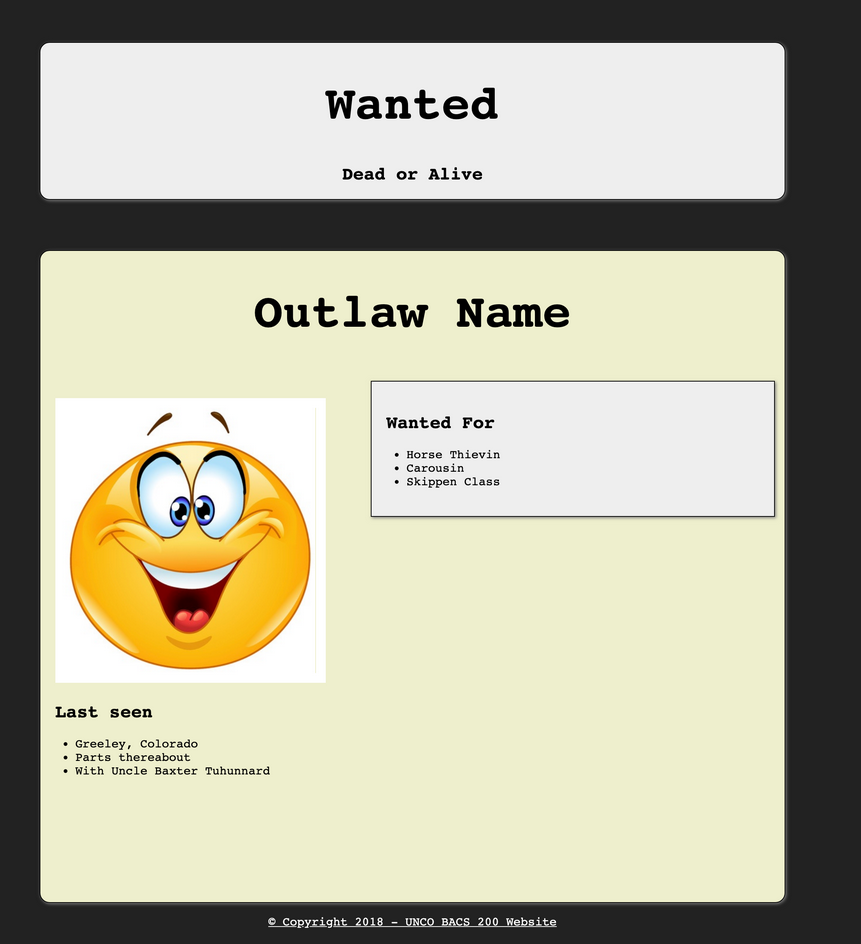 Wanted
Dead or Alive
Outlaw Name
Wanted For
• Horse Thievin
• Carousin
• Skippen Class
Last seen
• Greeley, Colorado
• Parts thereabout
• With Uncle Baxter Tuhunnard
© Copyright 2018 - UNCO BACS 200 Website